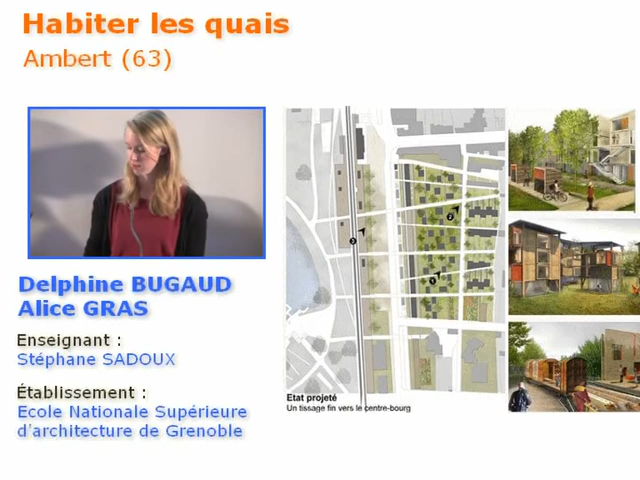 Habiter les quais
Ambert (63)
Delphine BUGAUD
Alice GRAS
Enseignant :
Stéphane SADOUX
Établissement :
Ecole Nationale Supérieure
d'architecture de Grenoble
Etat projeté
Un tissage fin vers le centre-bourg